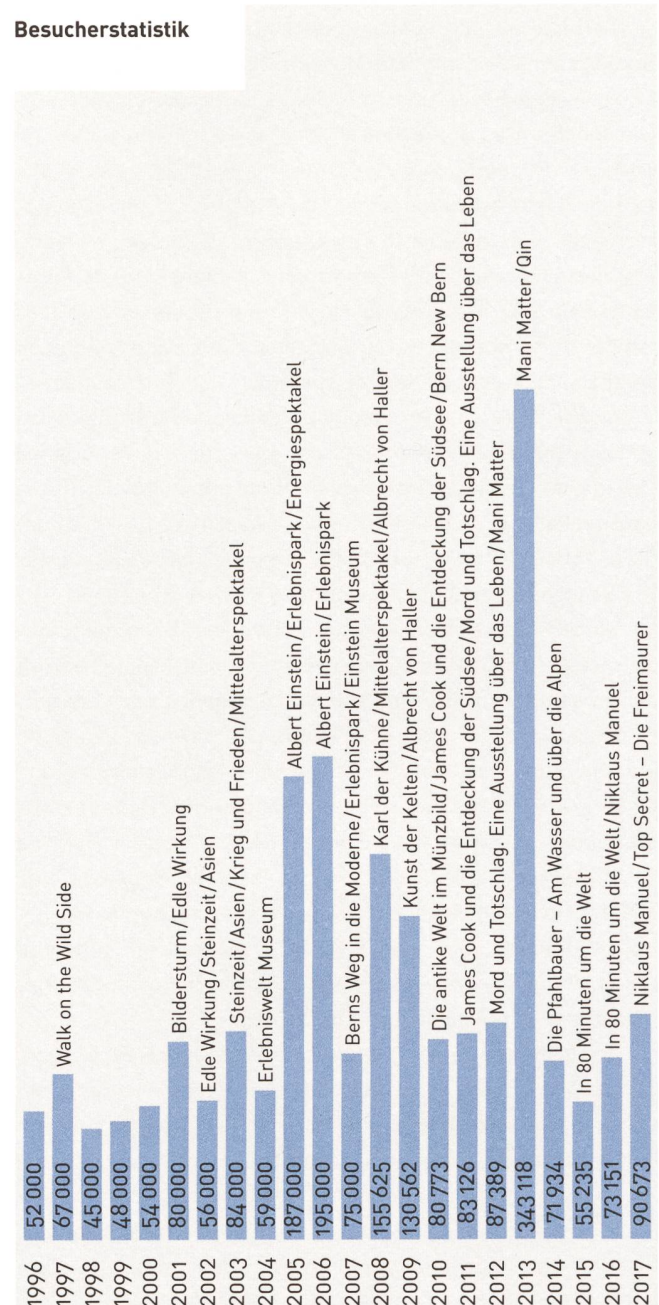 Besucherstatistik
1996 52 000
1997 67 000 Walk on the Wild Side
1998 45 000
1999 48 000
2000 54 000
2001 80 000 Bildersturm/Edle Wirkung
2002 56 000 Edle Wirkung/Steinzeit/Asien
2003 84 000 Steinzeit/Asien/Krieg und Frieden/Mittelalterspektakel
2004 59 000 Erlebniswelt Museum
2005 187 000 Albert Einstein/Erlebnispark/Energiespektakel
2006 195 000 Albert Einstein/Erlebnispark
2007 75 000 Berns Weg in die Moderne/Erlebnispark/Einstein Museum
2008 155 625 Karl der Kühne/Mittelalterspektakel/Albrecht von Haller
2009 130 562 Kunst der Kelten/Albrecht von Haller
2010 80 773 Die antike Welt im Münzbild/James Cook und die Entdeckung der Südsee/Bern New Bern
2011 83 126 James Cook und die Entdeckung der Südsee/Mord und Totschlag. Eine Ausstellung über das Leben
2012 87 389 Mord und Totschlag. Eine Ausstellung über das Leben/Mani Matter
2013 343 118 Mani Matter/Qin
2014 71 934 Die Pfahlbauer – Am Wasser und über die Alpen
2015 55 235 In 80 Minuten um die Welt
2016 73 151 In 80 Minuten um die Welt/Niklaus Manuel
2017 90 673 Niklaus Manuel/Top Secret – Die Freimaurer